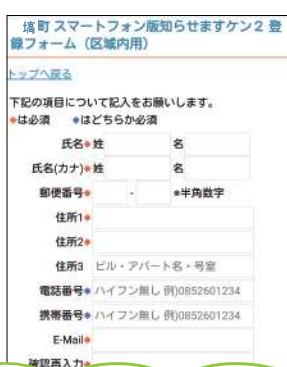 塙町スマートフォン版知らせますケン2 登
録フォーム（区域内用）
トップへ戻る
下記の項目について記入をお願いします。
●は必須 ●はどちらか必須
氏名● 姓 名
氏名(カナ)● 姓 名
郵便番号● - ●半角数字
住所1●
住所2●
住所3 ビル・アパート名・号室
電話番号● ハイフン無し 例)0852601234
携帯番号● ハイフン無し 例)0852601234
E-Mail●
確認再入力●